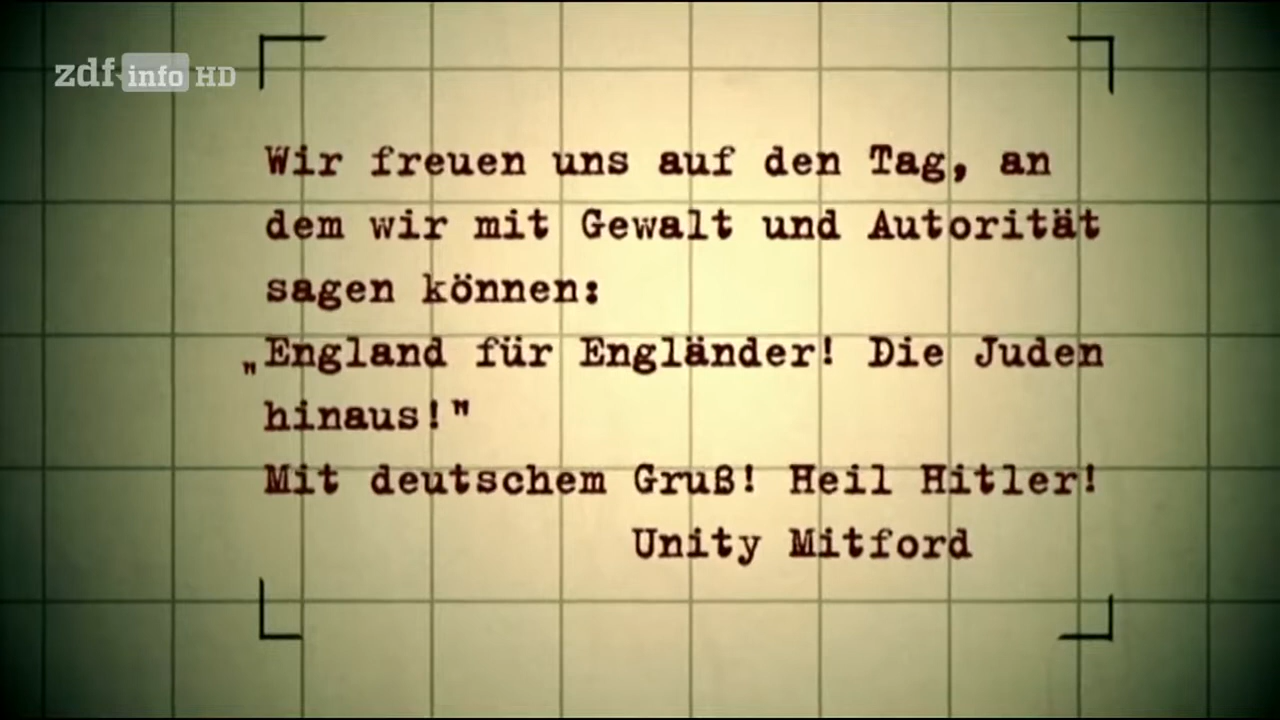 zdf info HD
Wir freuen uns auf den Tag, an
dem wir mit Gewalt und Autorität
sagen können:
„England für Engländer! Die Juden
hinaus!"
Mit deutschem Gruß! Heil Hitler!
Unity Mitford